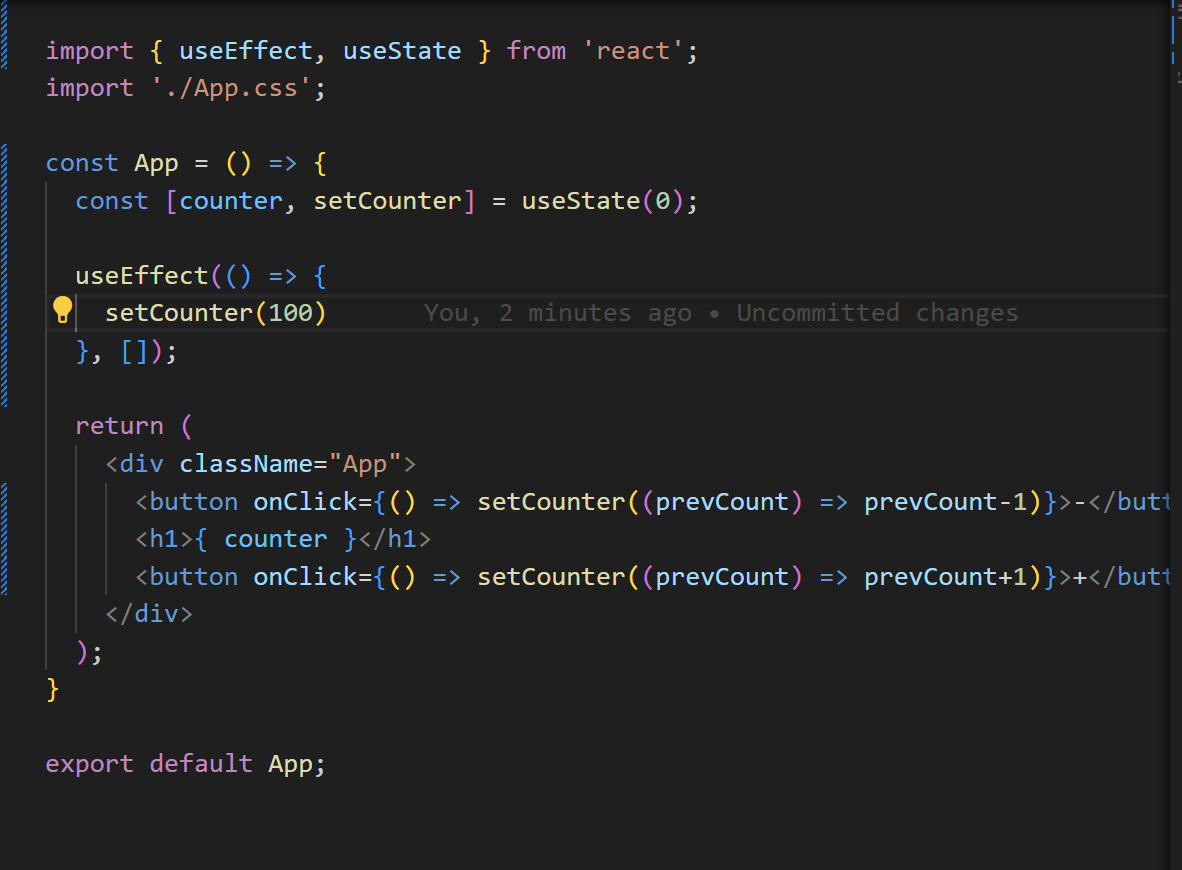 import { useEffect, useState } from 'react';
import './App.css';
const App = () => {
const [counter, setCounter] = useState(0);
useEffect(() => {
setCounter(100) You, 2 minutes ago • Uncommitted changes
}, []);
return (
<div className="App">
<button onClick={() => setCounter((prevCount) => prevCount-1)}>-</butt
<h1>{ counter }</h1>
<button onClick={() => setCounter((prevCount) => prevCount+1)}>+</butt
</div>
);
}
export default App;